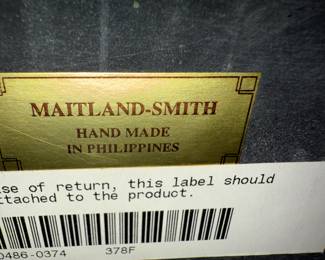 MAITLAND-SMITH
HAND MADE
IN PHILIPPINES
se of return, this label should
ttached to the product.
0486-0374 378F